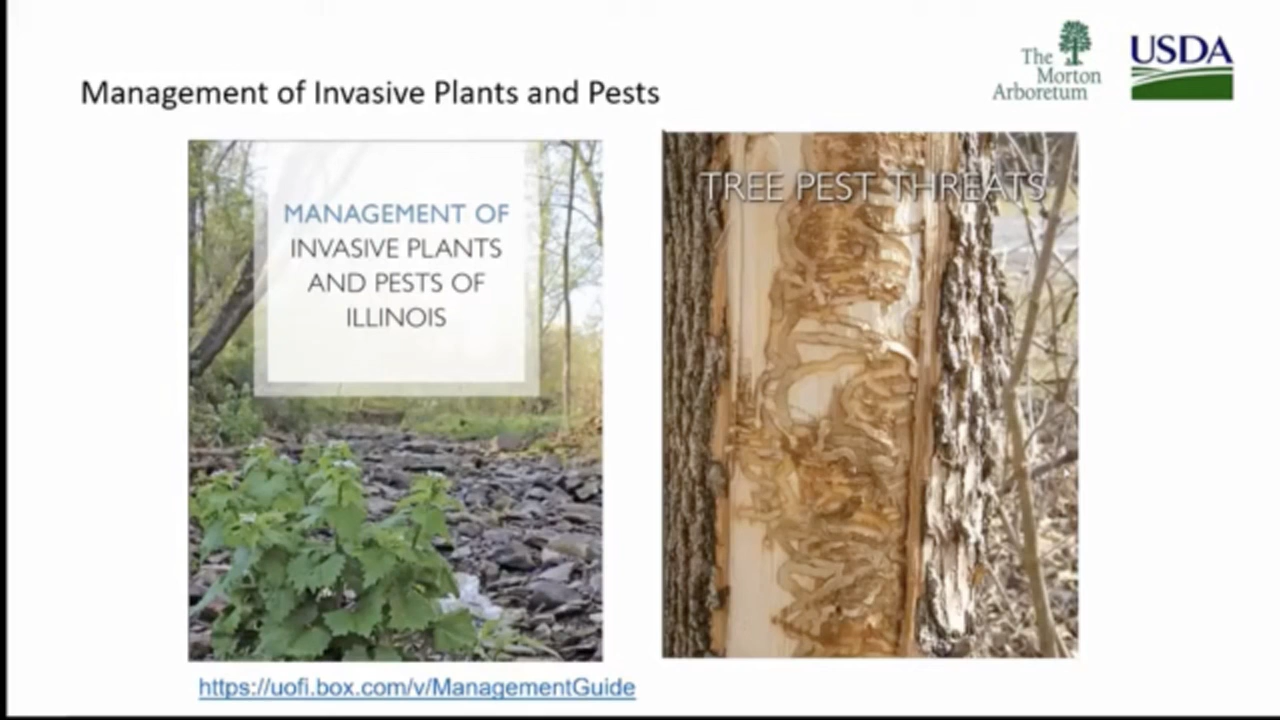 The
Morton
Arboretum
USDA
Management of Invasive Plants and Pests
MANAGEMENT OF
INVASIVE PLANTS
AND PESTS OF
ILLINOIS
TREE PEST THREATS
https://uofi.box.com/v/ManagementGuide